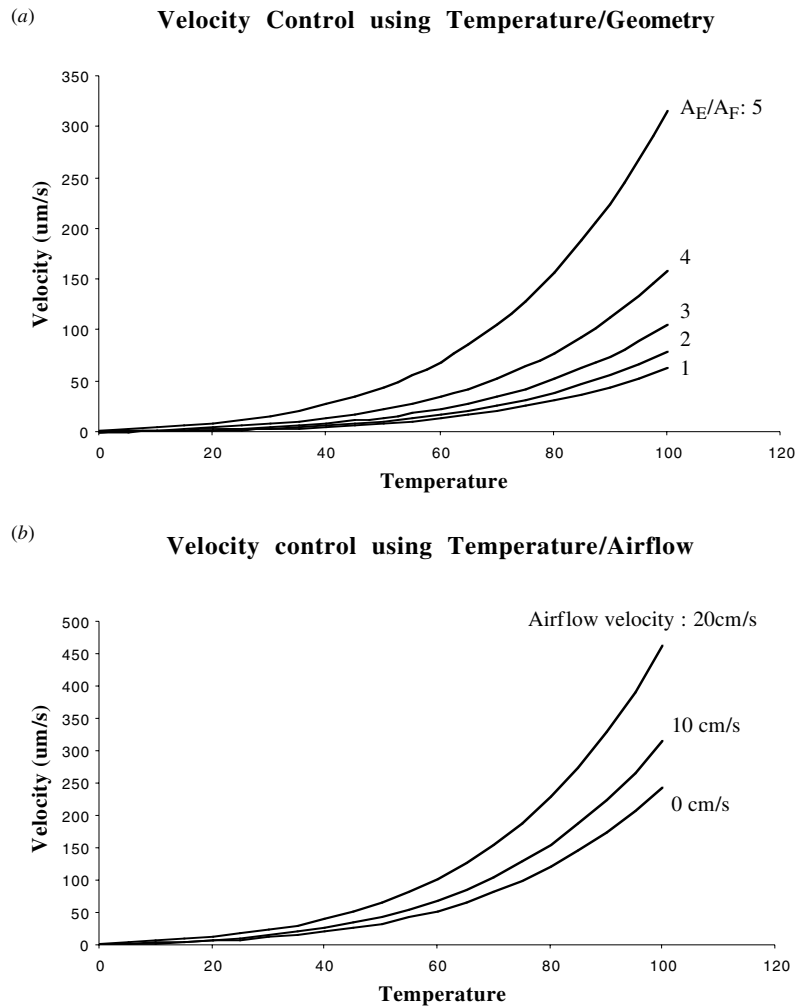 (a)
Velocity Control using Temperature/Geometry
350
300
250
200
150
100
50
0
Velocity (um/s)
A_E/A_F: 5
4
3
2
1
0 20 40 60 80 100 120
Temperature
(b)
Velocity control using Temperature/Airflow
500
450
400
350
300
250
200
150
100
50
0
Velocity (um/s)
Airflow velocity : 20cm/s
10 cm/s
0 cm/s
0 20 40 60 80 100 120
Temperature